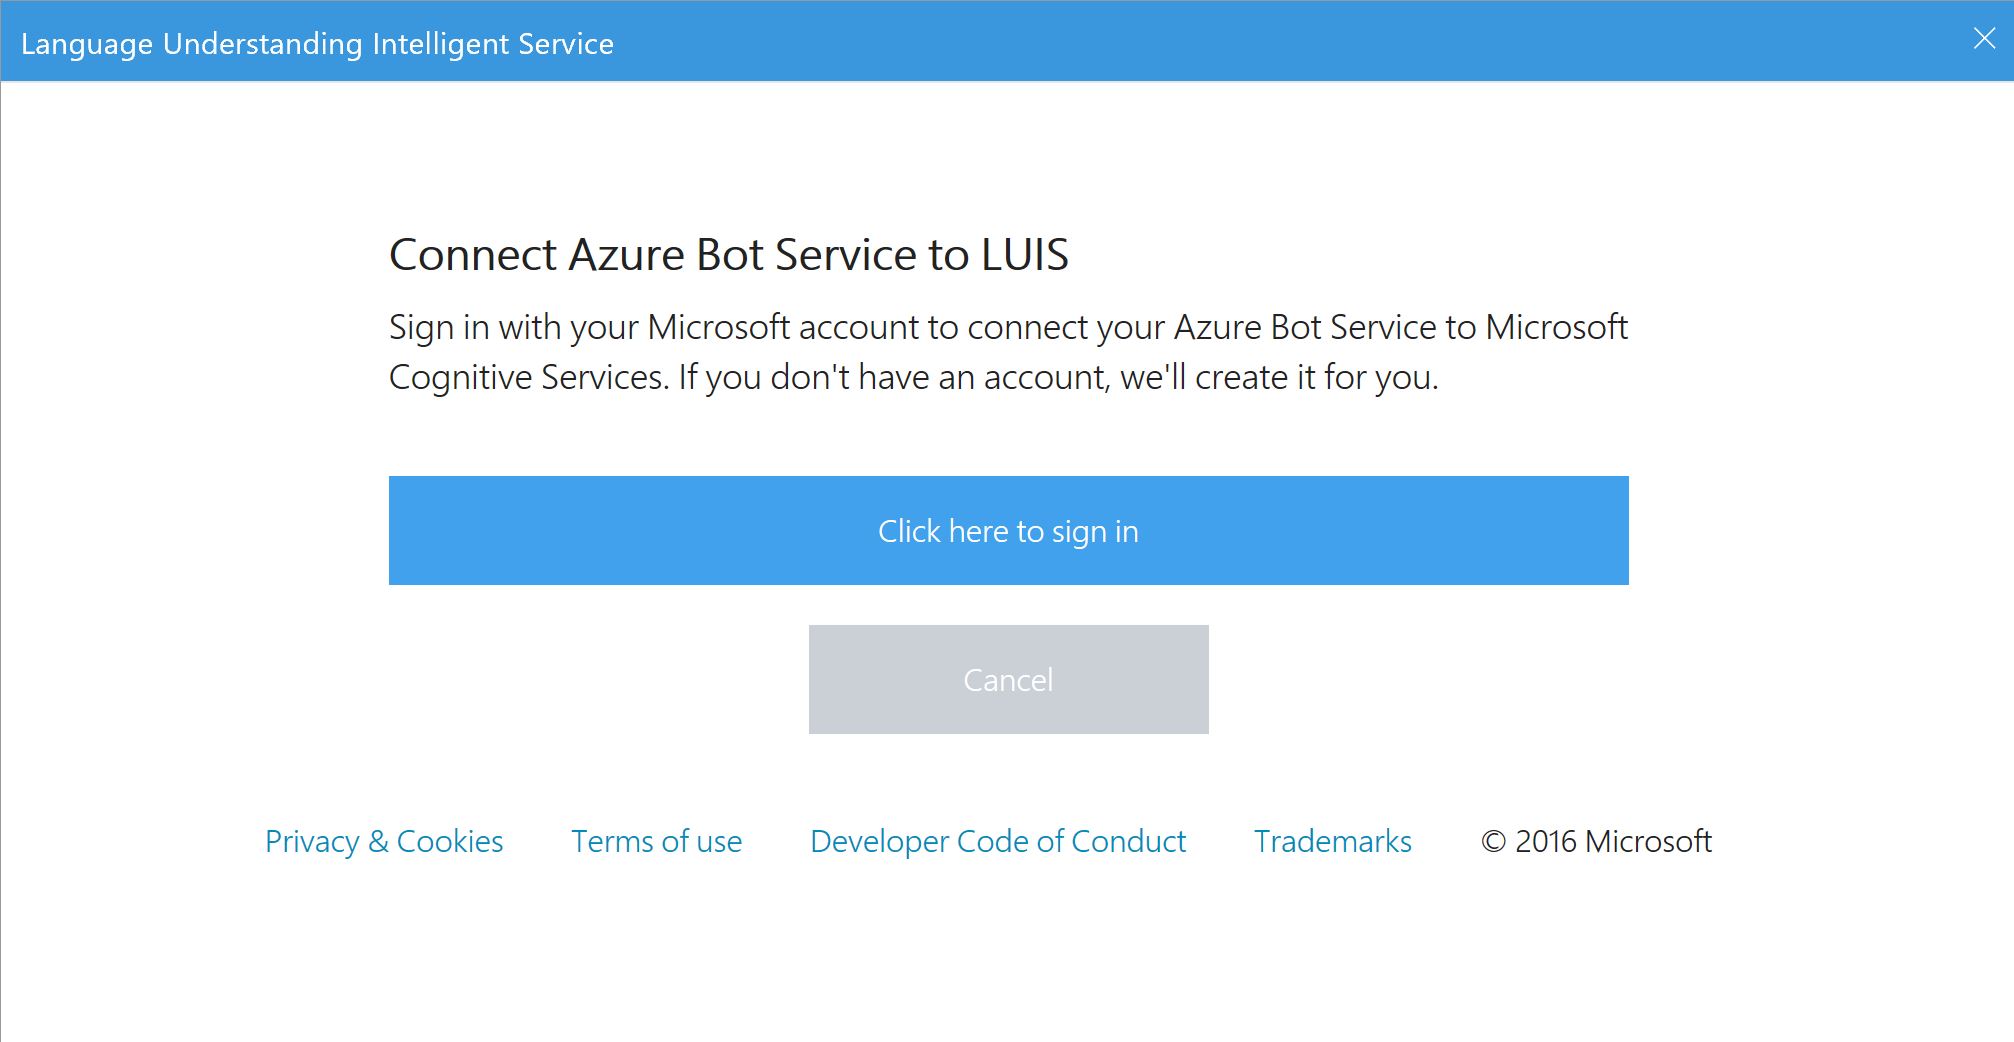 Language Understanding Intelligent Service
Connect Azure Bot Service to LUIS
Sign in with your Microsoft account to connect your Azure Bot Service to Microsoft
Cognitive Services. If you don't have an account, we'll create it for you.
Click here to sign in
Cancel
Privacy & Cookies Terms of use Developer Code of Conduct Trademarks © 2016 Microsoft